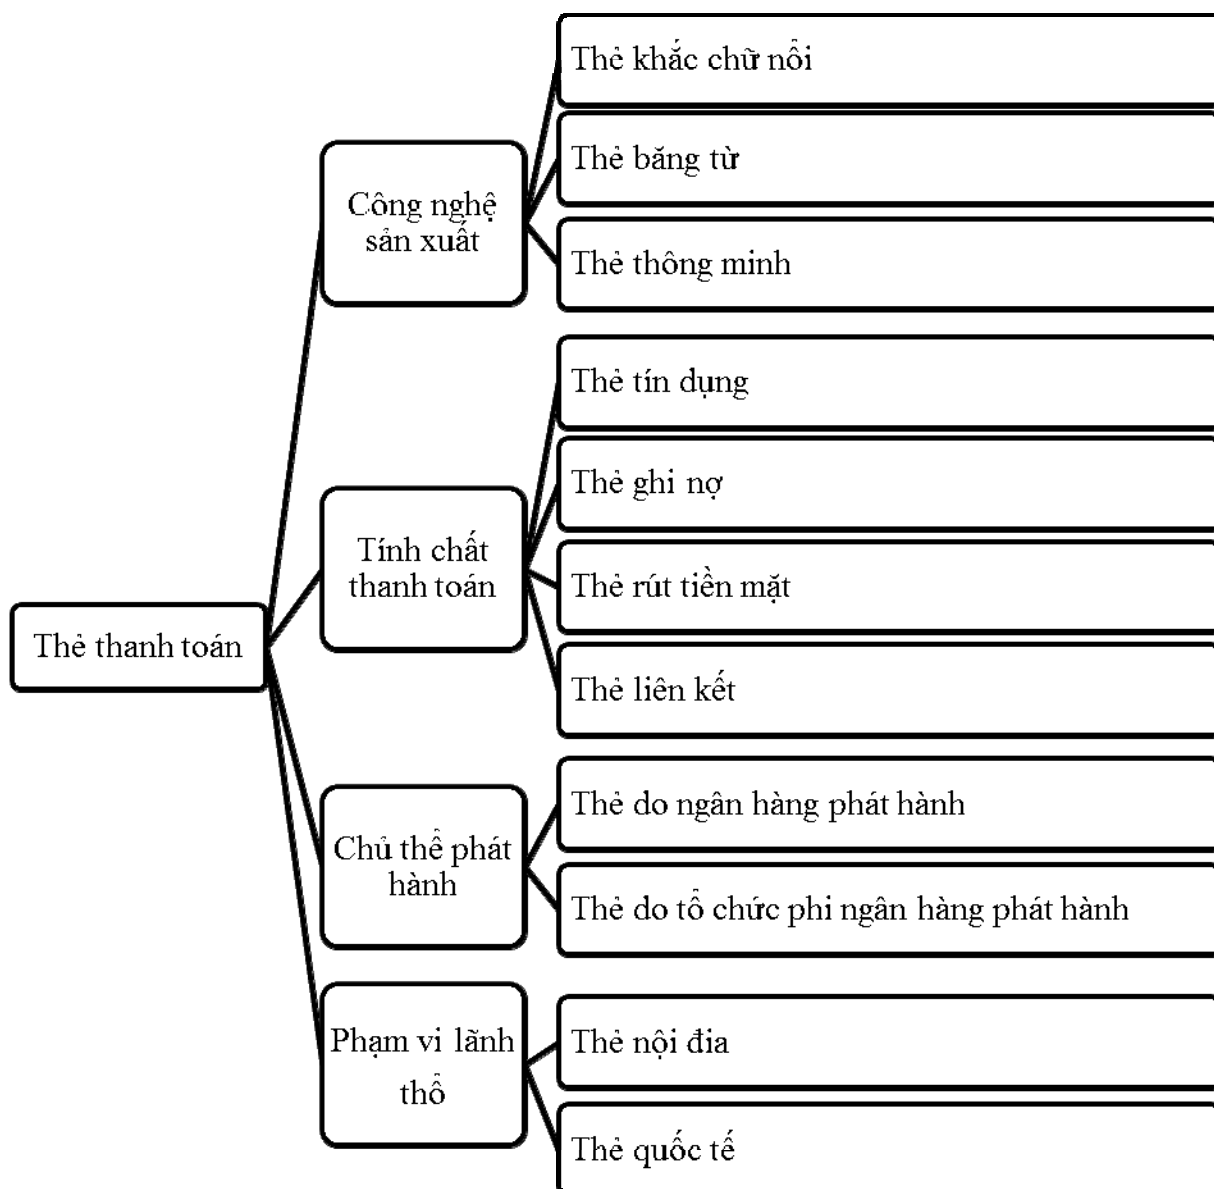 Thẻ thanh toán
Công nghệ
sản xuất
Thẻ khắc chữ nổi
Thẻ băng từ
Thẻ thông minh
Tính chất
thanh toán
Thẻ tín dụng
Thẻ ghi nợ
Thẻ rút tiền mặt
Thẻ liên kết
Chủ thể phát
hành
Thẻ do ngân hàng phát hành
Thẻ do tổ chức phi ngân hàng phát hành
Phạm vi lãnh
thổ
Thẻ nội đia
Thẻ quốc tế